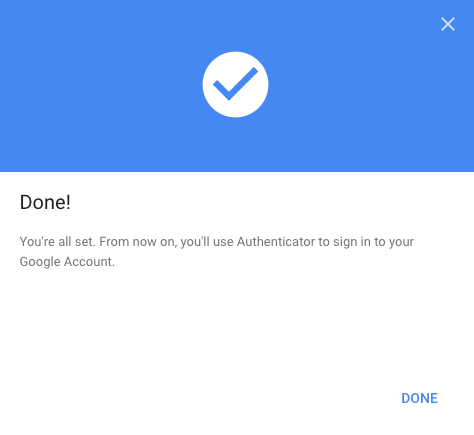 Done!
You're all set. From now on, you'll use Authenticator to sign in to your
Google Account.
DONE